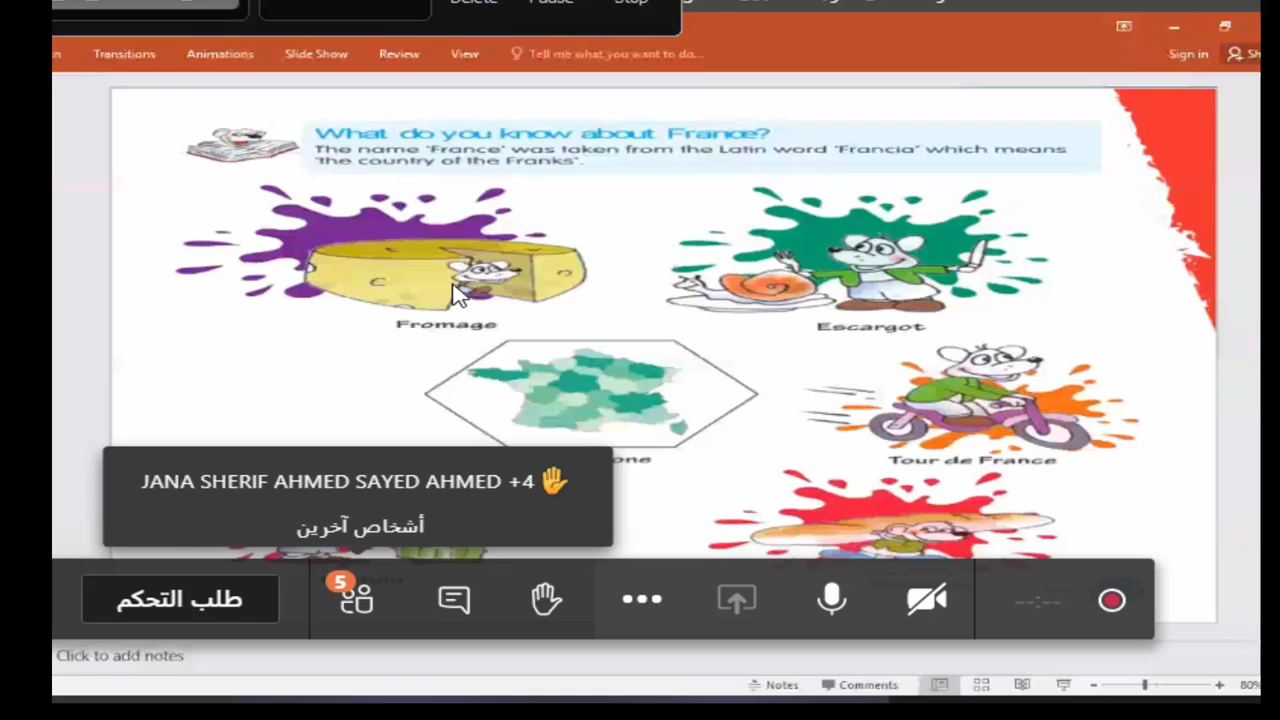 Delete Pause Stop
Transitions Animations Slide Show Review View Tell me what you want to do...
Sign in
What do you know about France?
The name 'France' was taken from the Latin word 'Francia' which means
'the country of the Franks'.
Fromage
Escargot
Tour de France
JANA SHERIF AHMED SAYED AHMED +4
أشخاص آخرين
5
طلب التحكم
--:--
Click to add notes
Notes Comments
80%